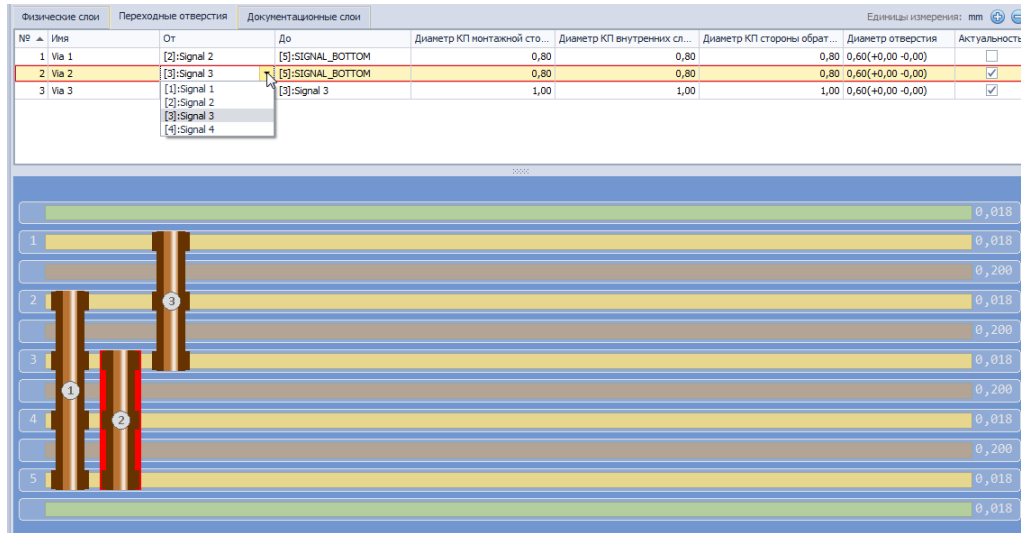 Физические слои Переходные отверстия Документационные слои Единицы измерения: mm
№ Имя От До Диаметр КП монтажной сто... Диаметр КП внутренних сл... Диаметр КП стороны обрат... Диаметр отверстия Актуальность
1 Via 1 [2]:Signal 2 [5]:SIGNAL_BOTTOM 0,80 0,80 0,80 0,60(+0,00 -0,00)
2 Via 2 [3]:Signal 3 [5]:SIGNAL_BOTTOM 0,80 0,80 0,80 0,60(+0,00 -0,00)
3 Via 3 [1]:Signal 1 [3]:Signal 3 1,00 1,00 1,00 0,60(+0,00 -0,00)
[2]:Signal 2
[3]:Signal 3
[4]:Signal 4
0,018
1 0,018
0,200
2 3 0,018
0,200
3 0,018
1 0,200
4 2 0,018
0,200
5 0,018
0,018